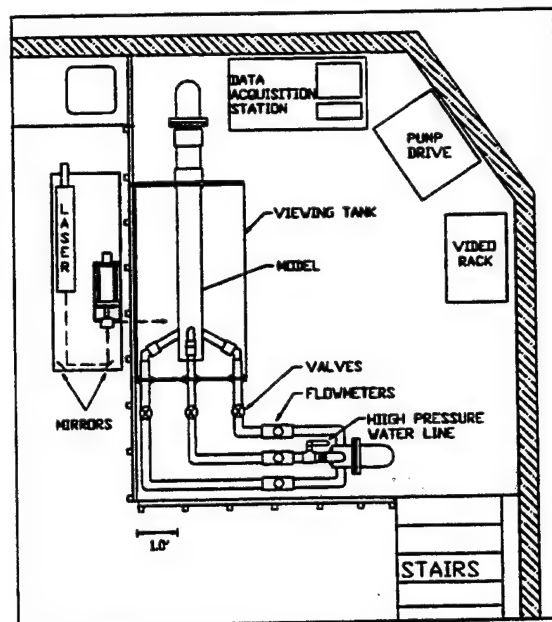 DATA
ACQUISITION
STATION
PUMP
DRIVE
LASER
VIEWING TANK
VIDEO
RACK
MODEL
VALVES
FLOWMETERS
MIRRORS
HIIGH PRESSURE
WATER LINE
1.0'
STAIRS